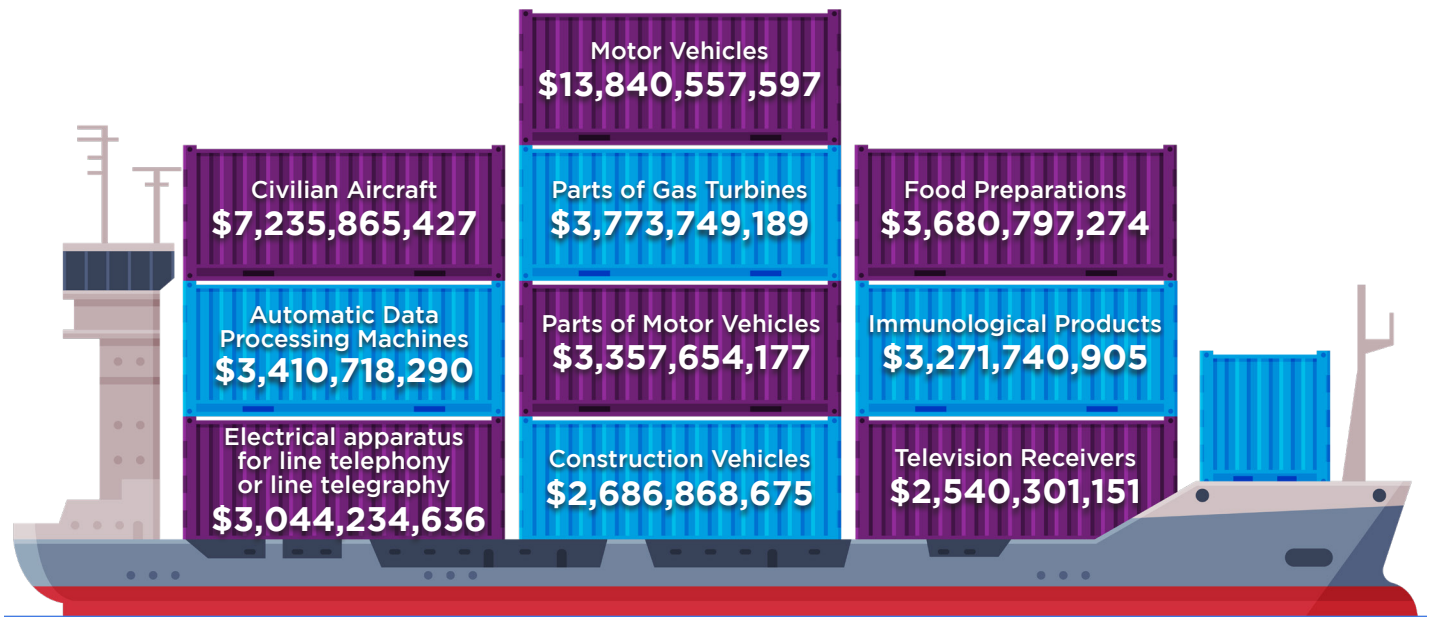 Motor Vehicles
$13,840,557,597
Civilian Aircraft
$7,235,865,427
Parts of Gas Turbines
$3,773,749,189
Food Preparations
$3,680,797,274
Automatic Data
Processing Machines
$3,410,718,290
Parts of Motor Vehicles
$3,357,654,177
Immunological Products
$3,271,740,905
Electrical apparatus
for line telephony
or line telegraphy
$3,044,234,636
Construction Vehicles
$2,686,868,675
Television Receivers
$2,540,301,151